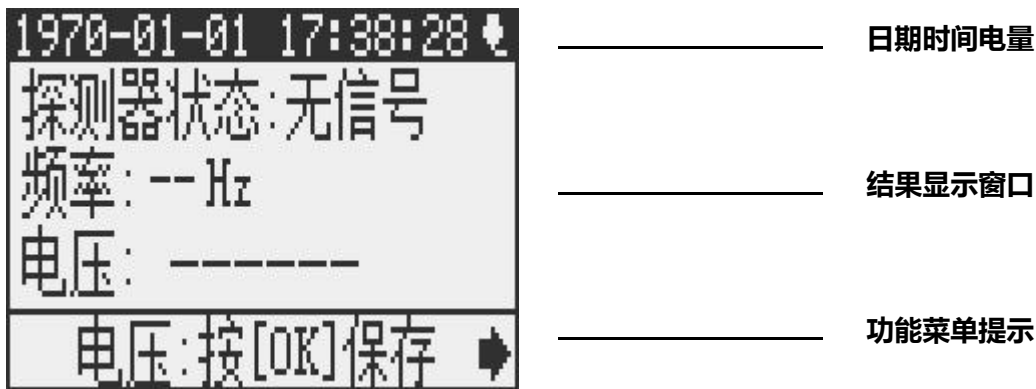 1970-01-01 17:38:28
日期时间电量
探测器状态:无信号
频率:--Hz
结果显示窗口
电压: ------
电压:按[OK]保存
功能菜单提示